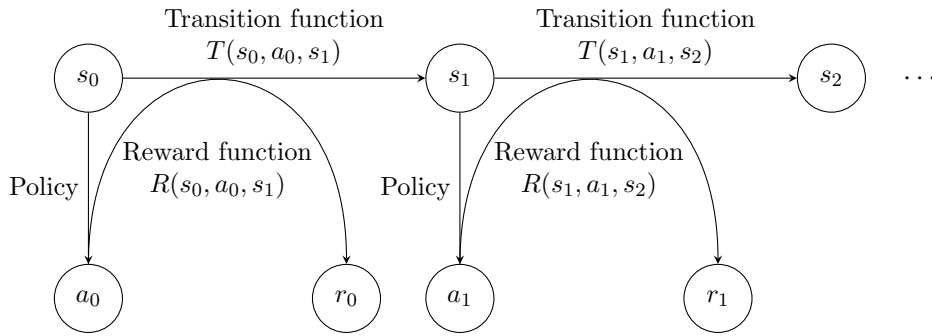 Transition function
T(s₀, a₀, s₁)
Transition function
T(s₁, a₁, s₂)
s₀
s₁
s₂
⋯
Reward function
R(s₀, a₀, s₁)
Reward function
R(s₁, a₁, s₂)
Policy
Policy
a₀
r₀
a₁
r₁